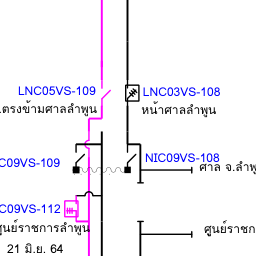 LNC05VS-109
LNC03VS-108
.ตรงข้ามศาลลำพูน
หน้าศาลลำพูน
C09VS-109
NIC09VS-108
ศาล จ.ลำพู
C09VS-112
ศูนย์ราชการลำพูน
ศูนย์ราชก
21 มิ.ย. 64